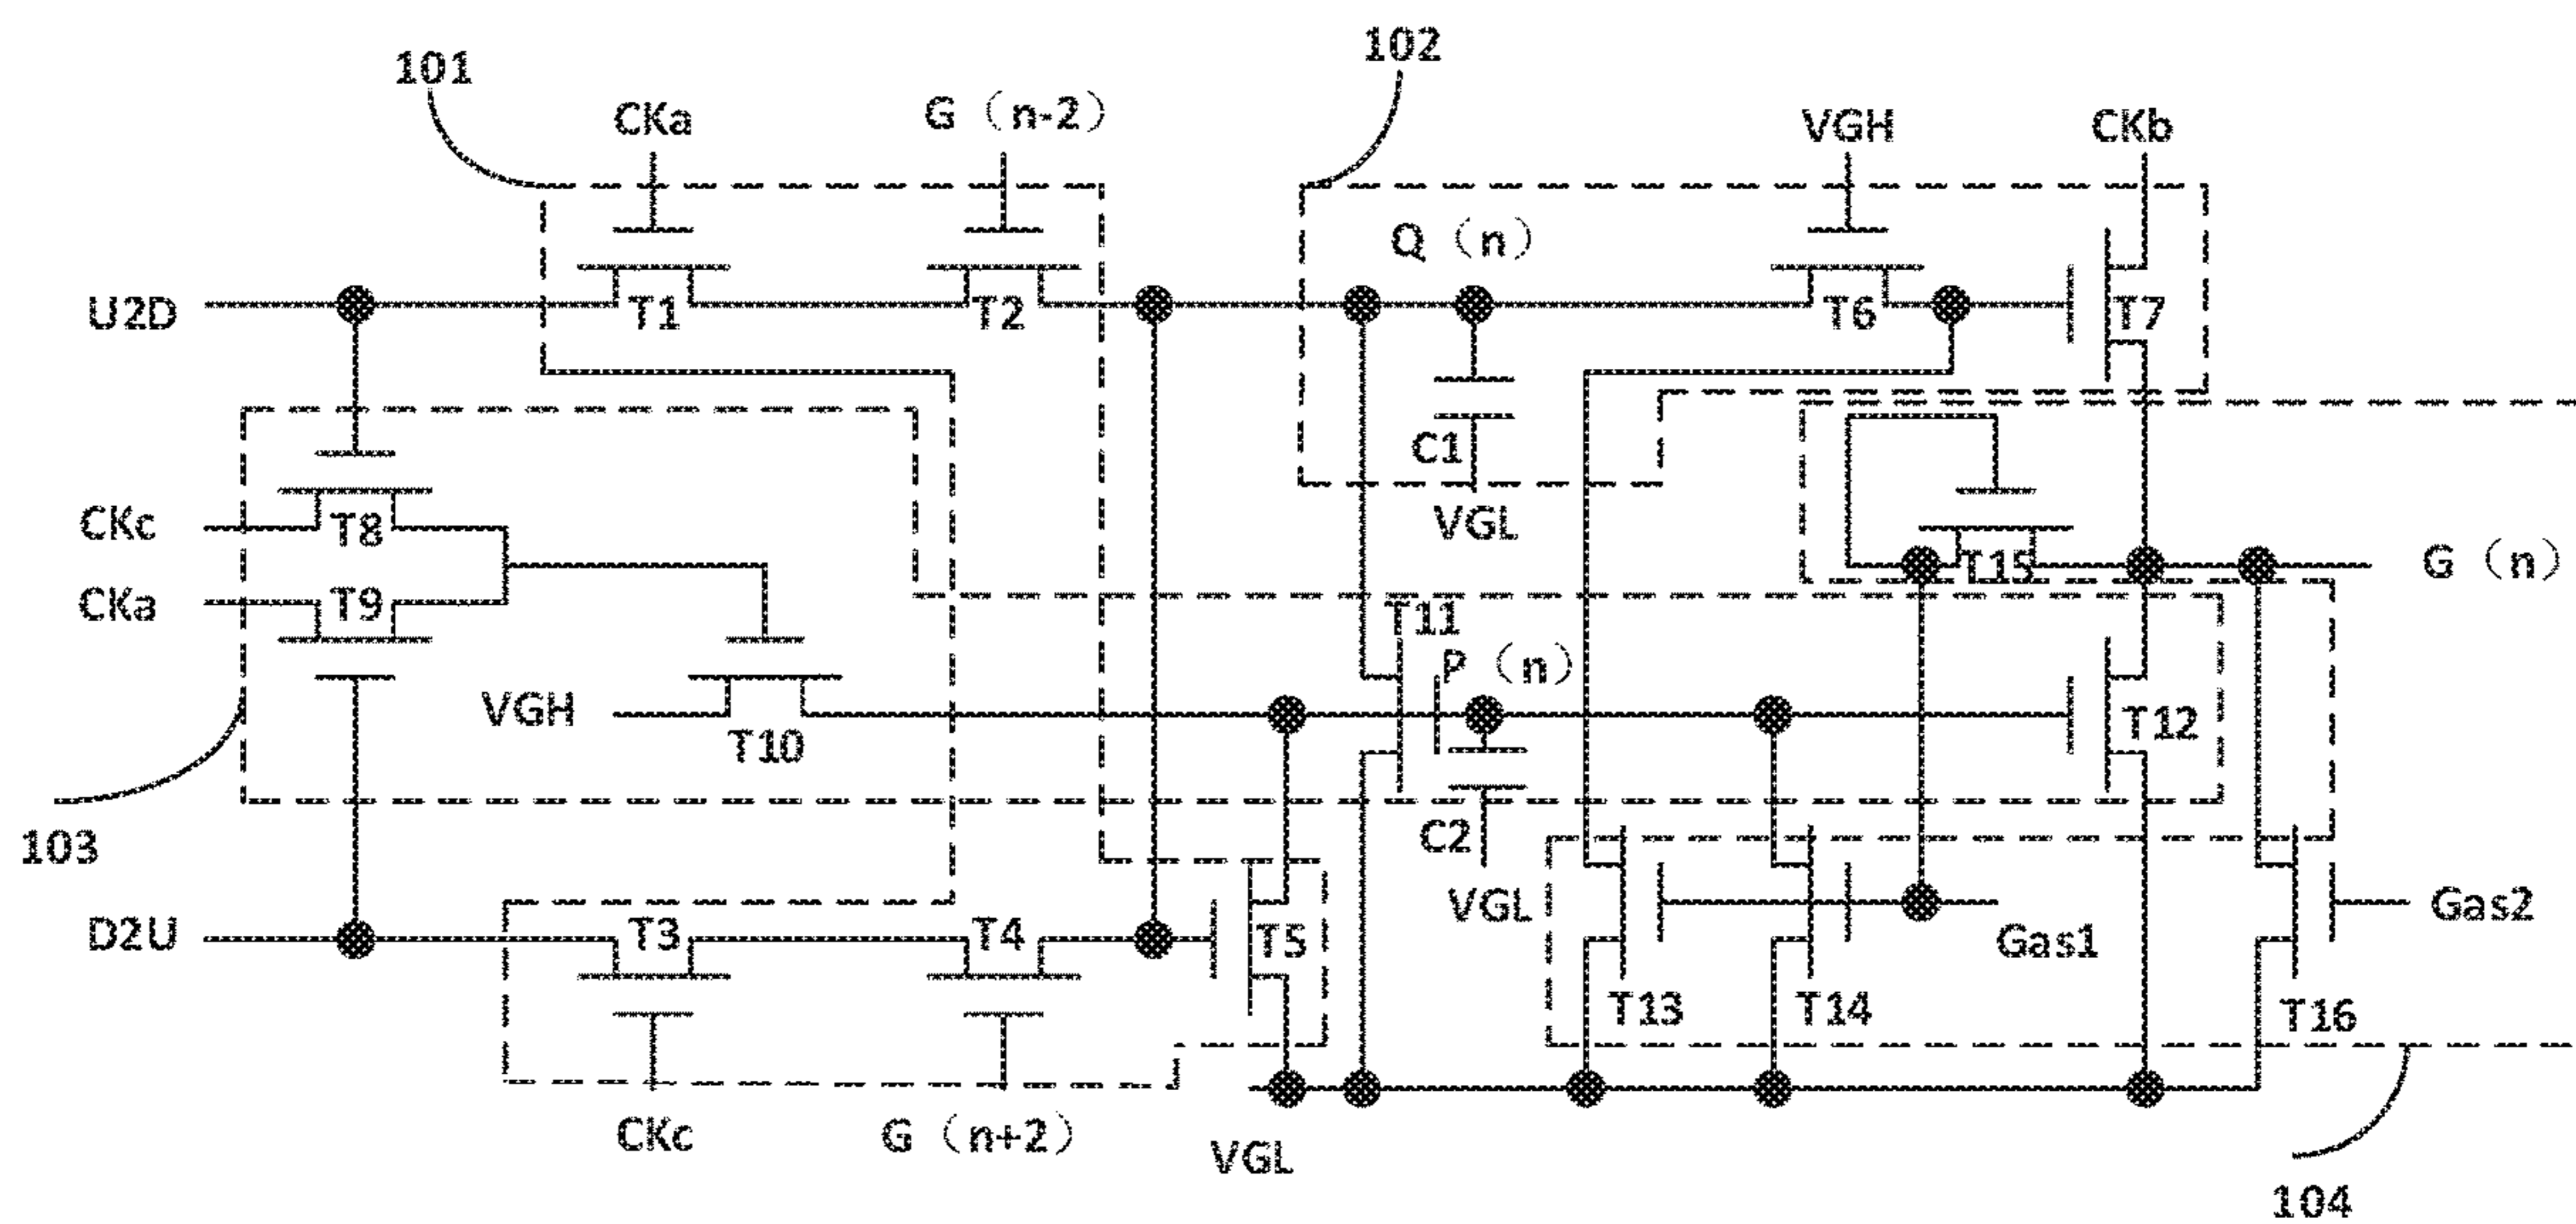 101
102
CKa
G（n-2）
VGH
CKb
Q（n）
U2D
T1
T2
T6
T7
C1
VGL
CKc
T8
T15
G（n）
CKa
T9
T11
P（n）
VGH
T10
T12
103
C2
VGL
D2U
T3
T4
T5
Gas1
Gas2
T13
T14
T16
CKc
G（n+2）
VGL
104